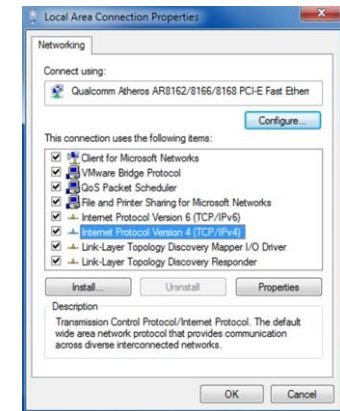 Local Area Connection Properties
Networking
Connect using:
Qualcomm Atheros AR8162/8166/8168 PCI-E Fast Ethern
Configure...
This connection uses the following items:
Client for Microsoft Networks
VMware Bridge Protocol
QoS Packet Scheduler
File and Printer Sharing for Microsoft Networks
Internet Protocol Version 6 (TCP/IPv6)
Internet Protocol Version 4 (TCP/IPv4)
Link-Layer Topology Discovery Mapper I/O Driver
Link-Layer Topology Discovery Responder
Install... Uninstall Properties
Description
Transmission Control Protocol/Internet Protocol. The default
wide area network protocol that provides communication
across diverse interconnected networks.
OK Cancel